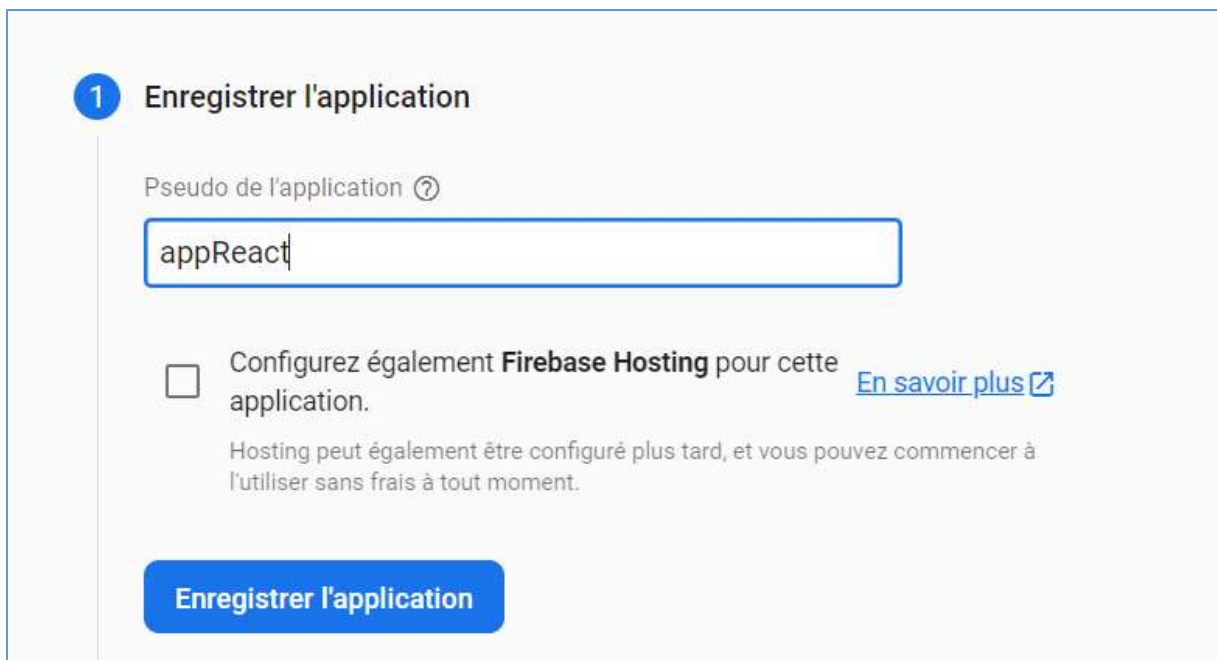 1 Enregistrer l'application
Pseudo de l'application
appReact
Configurez également Firebase Hosting pour cette
application.
En savoir plus
Hosting peut également être configuré plus tard, et vous pouvez commencer à
l'utiliser sans frais à tout moment.
Enregistrer l'application